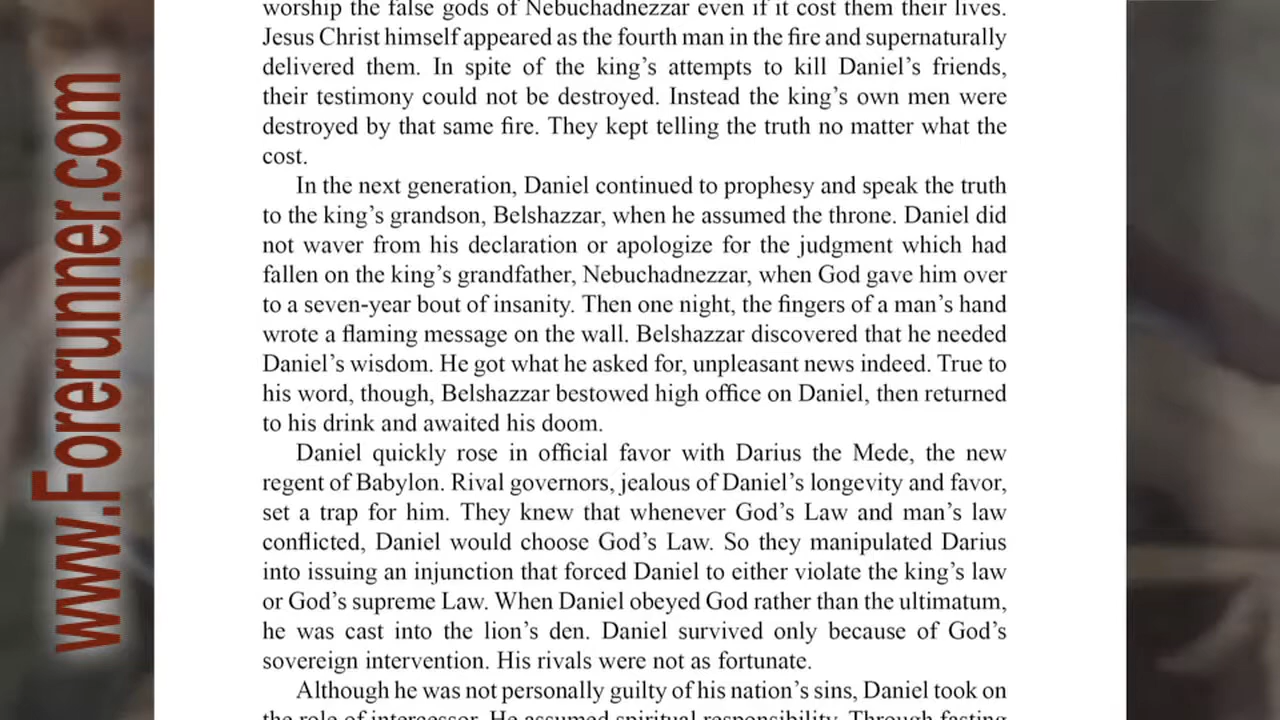 www.Forerunner.com
worship the false gods of Nebuchadnezzar even if it cost them their lives.
Jesus Christ himself appeared as the fourth man in the fire and supernaturally
delivered them. In spite of the king's attempts to kill Daniel's friends,
their testimony could not be destroyed. Instead the king's own men were
destroyed by that same fire. They kept telling the truth no matter what the
cost.
In the next generation, Daniel continued to prophesy and speak the truth
to the king's grandson, Belshazzar, when he assumed the throne. Daniel did
not waver from his declaration or apologize for the judgment which had
fallen on the king's grandfather, Nebuchadnezzar, when God gave him over
to a seven-year bout of insanity. Then one night, the fingers of a man's hand
wrote a flaming message on the wall. Belshazzar discovered that he needed
Daniel's wisdom. He got what he asked for, unpleasant news indeed. True to
his word, though, Belshazzar bestowed high office on Daniel, then returned
to his drink and awaited his doom.
Daniel quickly rose in official favor with Darius the Mede, the new
regent of Babylon. Rival governors, jealous of Daniel's longevity and favor,
set a trap for him. They knew that whenever God's Law and man's law
conflicted, Daniel would choose God's Law. So they manipulated Darius
into issuing an injunction that forced Daniel to either violate the king's law
or God's supreme Law. When Daniel obeyed God rather than the ultimatum,
he was cast into the lion's den. Daniel survived only because of God's
sovereign intervention. His rivals were not as fortunate.
Although he was not personally guilty of his nation's sins, Daniel took on
the role of intercessor. He assumed spiritual responsibility. Through fasting